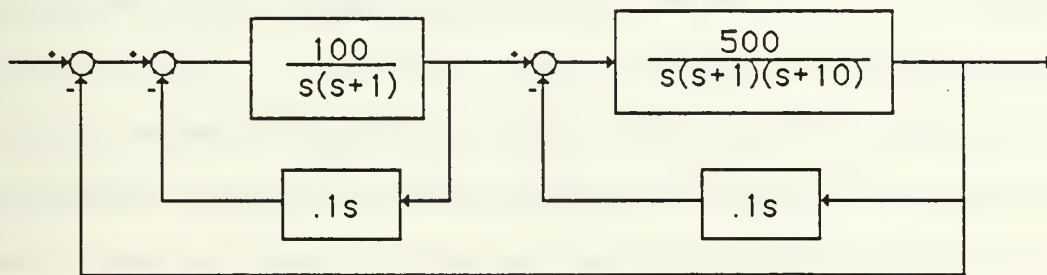 + + 100 + 500
s(s+1) s(s+1)(s+10)
- - -
.1s .1s